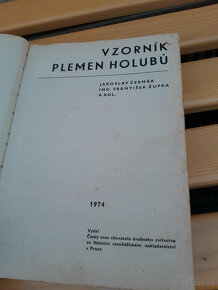 VZORNÍK
PLEMEN HOLUBŮ
JAROSLAV ČERMÁK
ING. FRANTIŠEK ŽUPKA
A KOL.
1974
Vydal
Český svaz chovatelů drobného zvířectva
ve Státním zemědělském nakladatelství
v Praze